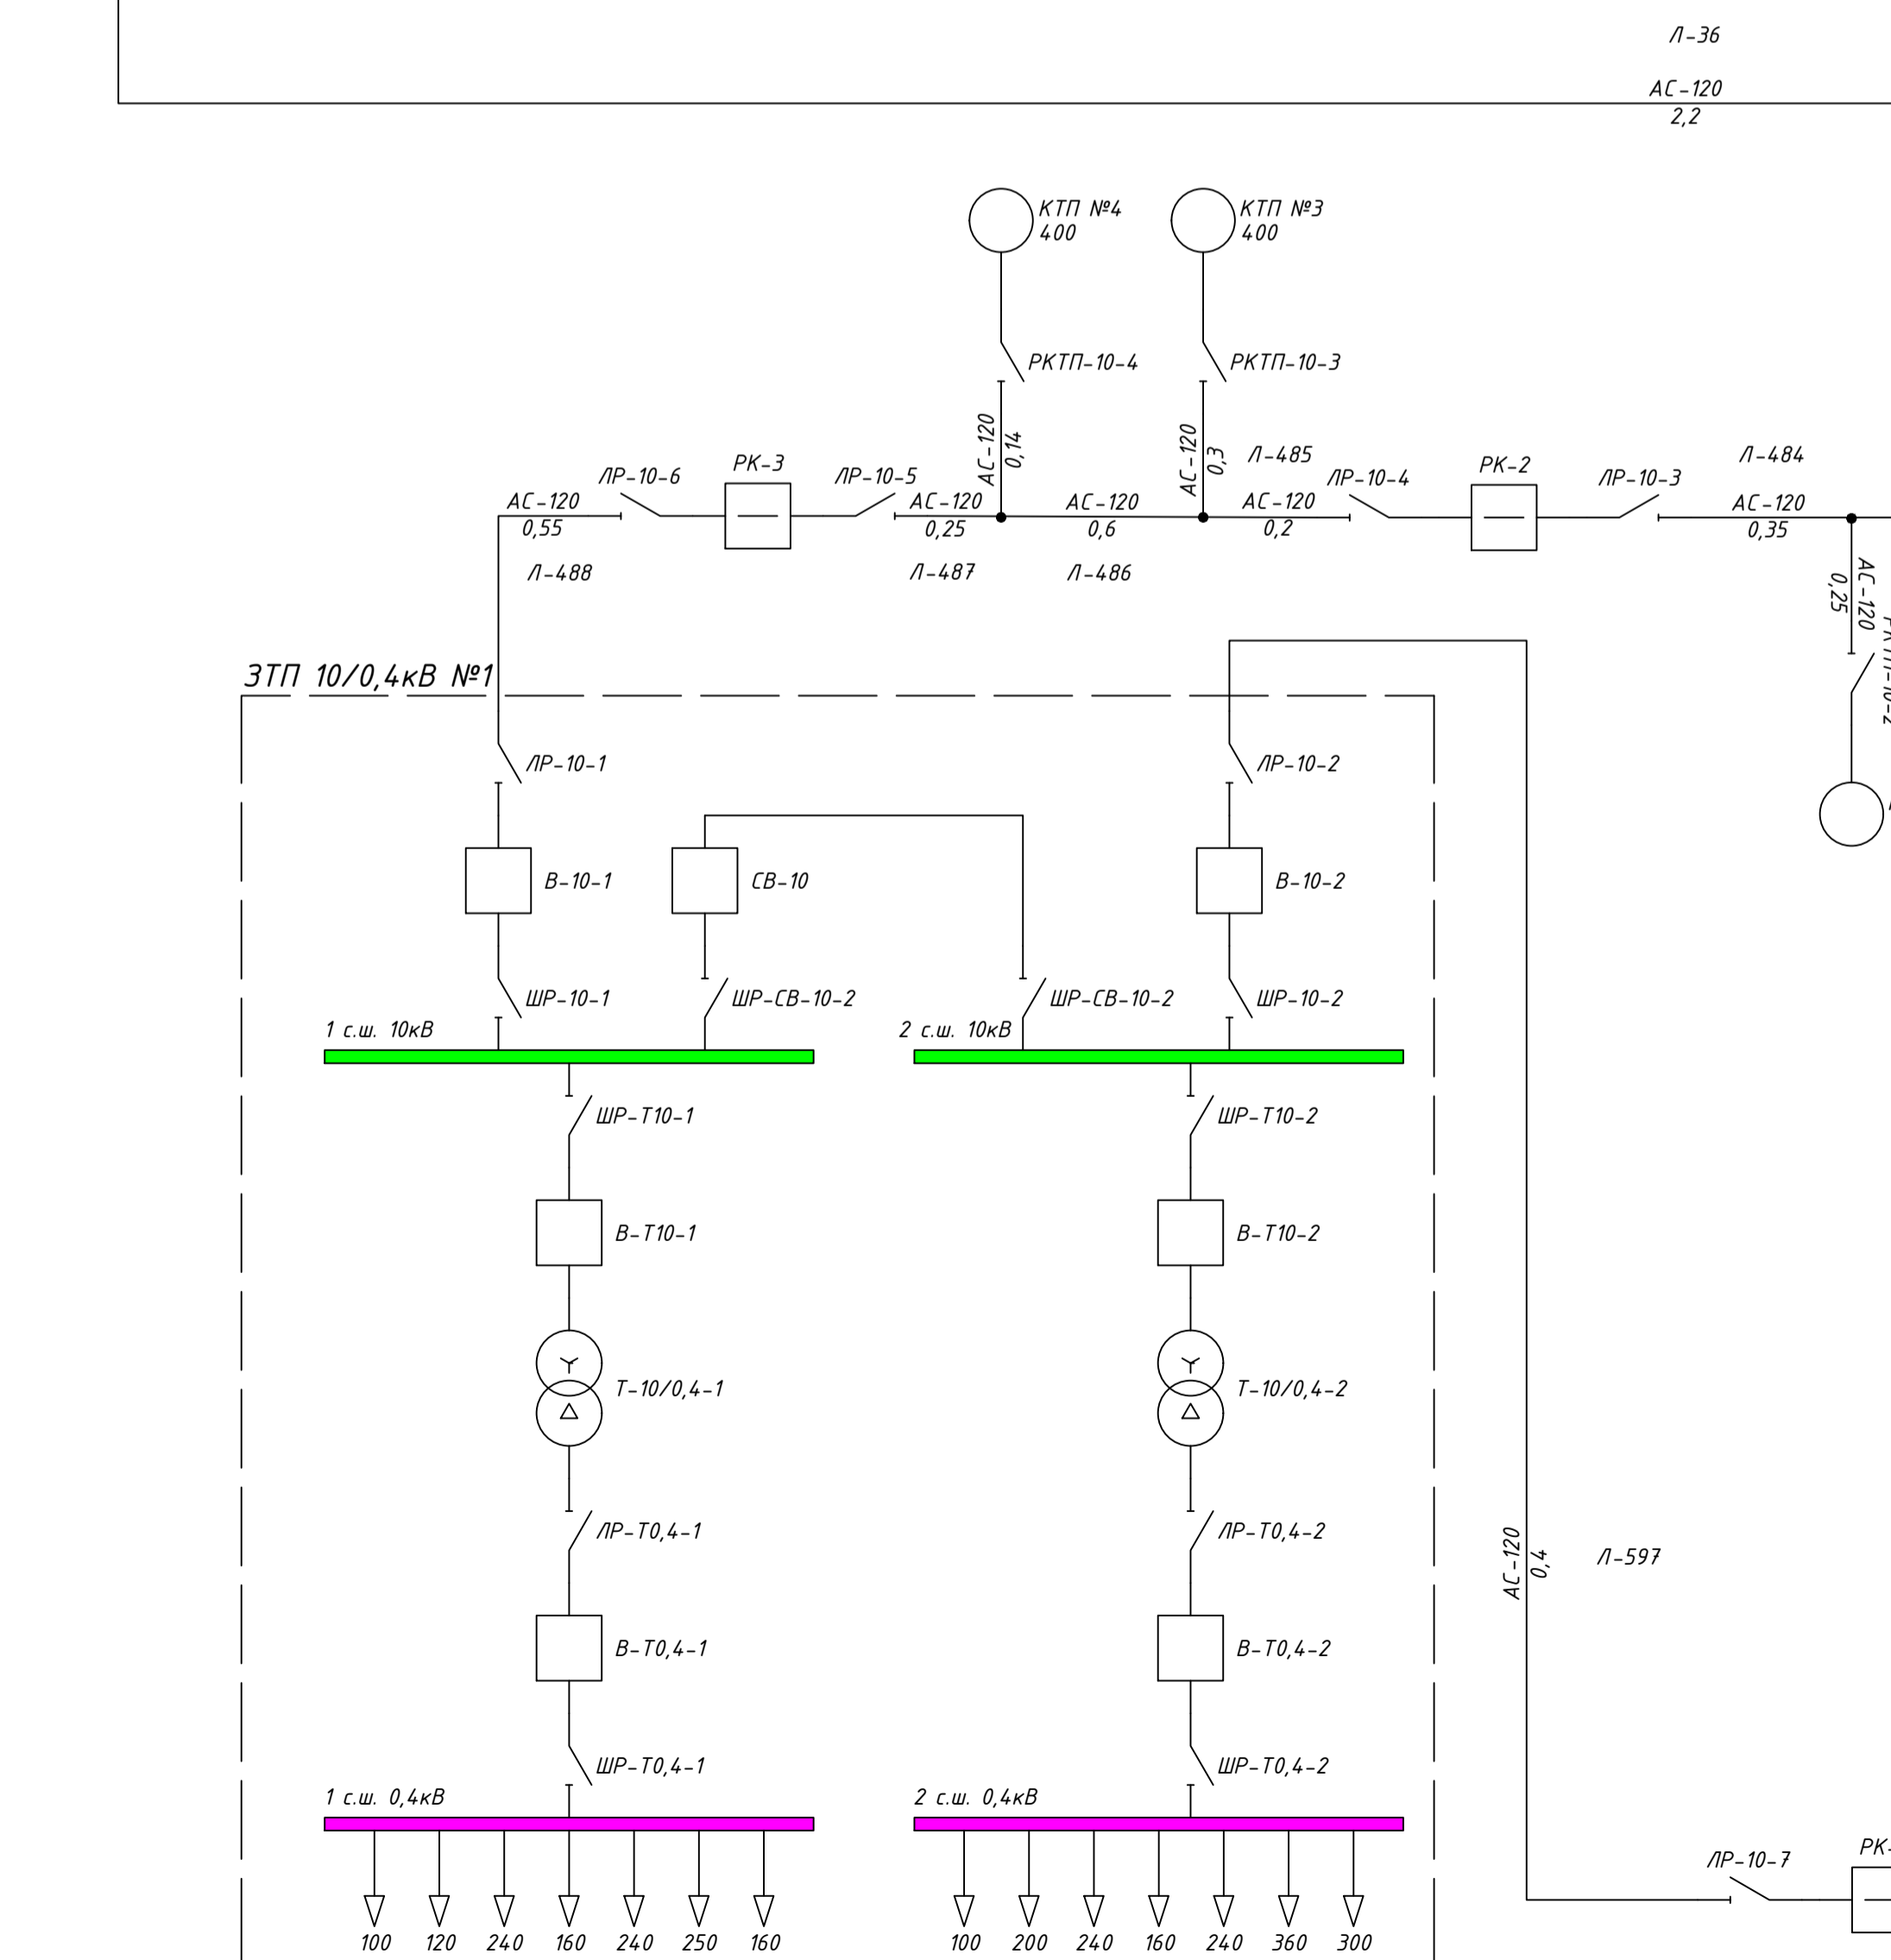 Л-36
АС-120
2,2
КТП №4
400
КТП №3
400
РКТП-10-4
РКТП-10-3
АС-120
0,14
АС-120
0,3
Л-485
Л-484
ЛР-10-6
РК-3
ЛР-10-5
ЛР-10-4
РК-2
ЛР-10-3
АС-120
0,55
АС-120
0,25
АС-120
0,6
АС-120
0,2
АС-120
0,35
Л-488
Л-487
Л-486
АС-120
0,25
РКТП-10-2
ЗТП 10/0,4кВ №1
ЛР-10-1
ЛР-10-2
В-10-1
СВ-10
В-10-2
ШР-10-1
ШР-СВ-10-2
ШР-СВ-10-2
ШР-10-2
1 с.ш. 10кВ
2 с.ш. 10кВ
ШР-Т10-1
ШР-Т10-2
В-Т10-1
В-Т10-2
Т-10/0,4-1
Т-10/0,4-2
ЛР-Т0,4-1
ЛР-Т0,4-2
АС-120
0,4
Л-597
В-Т0,4-1
В-Т0,4-2
ШР-Т0,4-1
ШР-Т0,4-2
1 с.ш. 0,4кВ
2 с.ш. 0,4кВ
ЛР-10-7
РК-
100 120 240 160 240 250 160
100 200 240 160 240 360 300